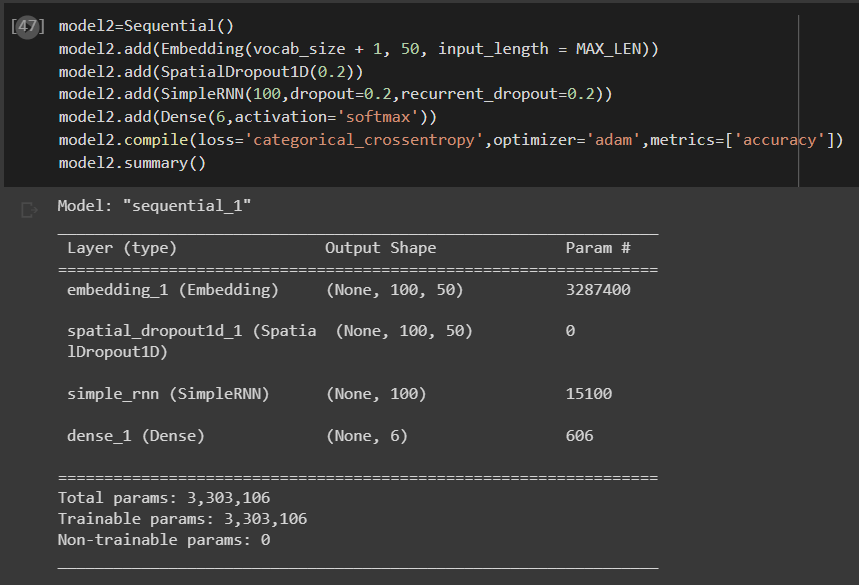 [47] model2=Sequential()
model2.add(Embedding(vocab_size + 1, 50, input_length = MAX_LEN))
model2.add(SpatialDropout1D(0.2))
model2.add(SimpleRNN(100,dropout=0.2,recurrent_dropout=0.2))
model2.add(Dense(6,activation='softmax'))
model2.compile(loss='categorical_crossentropy',optimizer='adam',metrics=['accuracy'])
model2.summary()
Model: "sequential_1"
_________________________________________________________________
Layer (type) Output Shape Param #
=================================================================
embedding_1 (Embedding) (None, 100, 50) 3287400
spatial_dropout1d_1 (Spatia (None, 100, 50) 0
lDropout1D)
simple_rnn (SimpleRNN) (None, 100) 15100
dense_1 (Dense) (None, 6) 606
=================================================================
Total params: 3,303,106
Trainable params: 3,303,106
Non-trainable params: 0
_________________________________________________________________